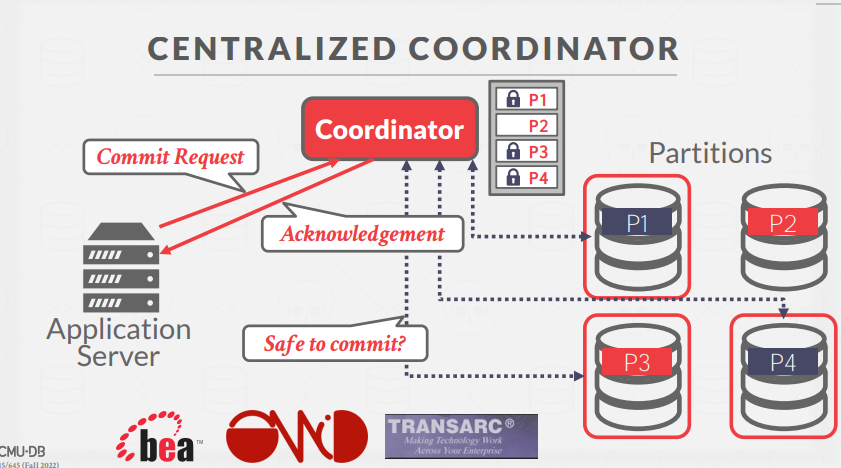 CENTRALIZED COORDINATOR
Coordinator
P1
P2
P3
P4
Commit Request
Partitions
Acknowledgement
P1
P2
Application
Server
Safe to commit?
P3
P4
CMU·DB
15/645 (Fall 2022)
bea™
TRANSARC®
Making Technology Work
Across Your Enterprise